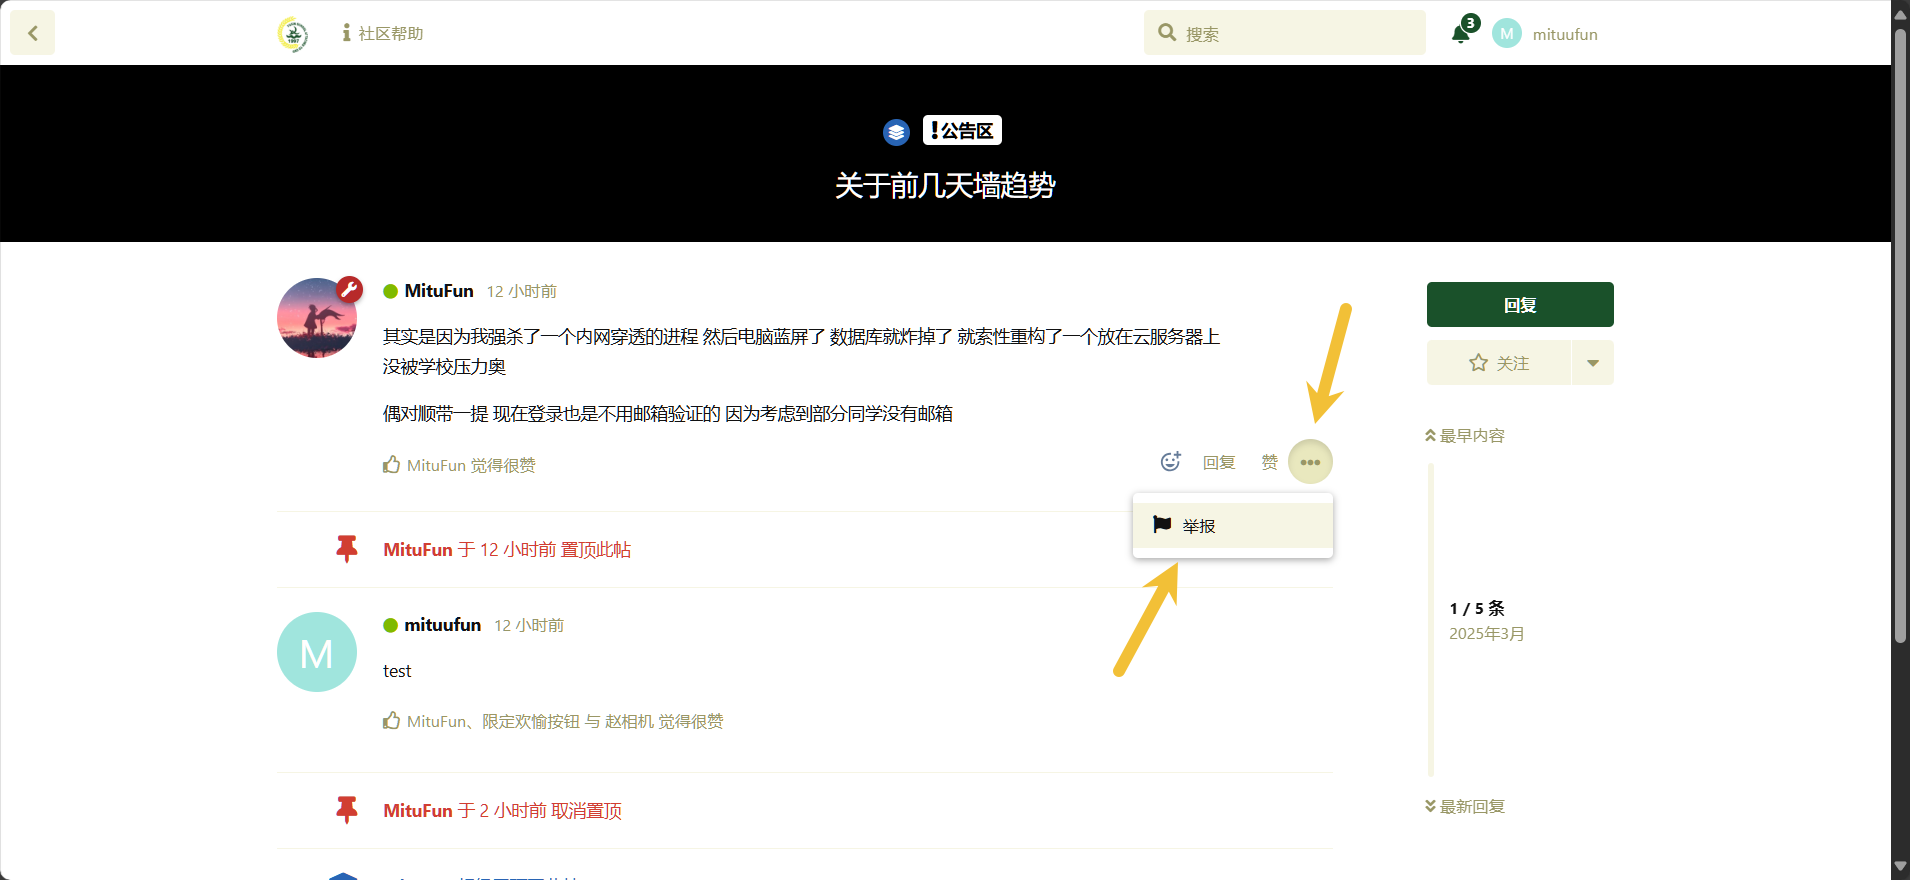 社区帮助
搜索
3
M
mituufun
公告区
关于前几天墙趋势
MituFun 12 小时前
其实是因为我强杀了一个内网穿透的进程 然后电脑蓝屏了 数据库就炸掉了 就索性重构了一个放在云服务器上
没被学校压力奥
偶对顺带一提 现在登录也是不用邮箱验证的 因为考虑到部分同学没有邮箱
MituFun 觉得很赞
回复
赞
举报
MituFun 于 12 小时前 置顶此帖
M
mituufun 12 小时前
test
MituFun、限定欢愉按钮 与 赵相机 觉得很赞
MituFun 于 2 小时前 取消置顶
回复
关注
最早内容
1 / 5 条
2025年3月
最新回复